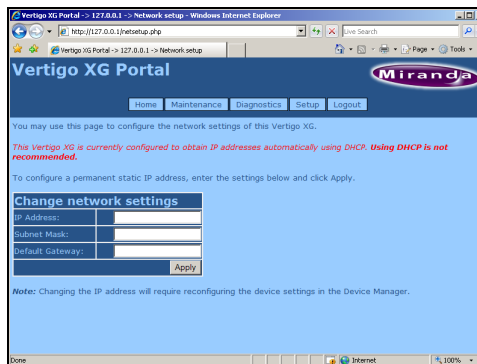 Vertigo XG Portal -> 127.0.0.1 -> Network setup - Windows Internet Explorer
http://127.0.0.1/netsetup.php
Live Search
Vertigo XG Portal -> 127.0.0.1 -> Network setup
Page
Tools
Vertigo XG Portal
Miranda
Home Maintenance Diagnostics Setup Logout
You may use this page to configure the network settings of this Vertigo XG.
This Vertigo XG is currently configured to obtain IP addresses automatically using DHCP. Using DHCP is not
recommended.
To configure a permanent static IP address, enter the settings below and click Apply.
Change network settings
IP Address:
Subnet Mask:
Default Gateway:
Apply
Note: Changing the IP address will require reconfiguring the device settings in the Device Manager.
Done
Internet
100%